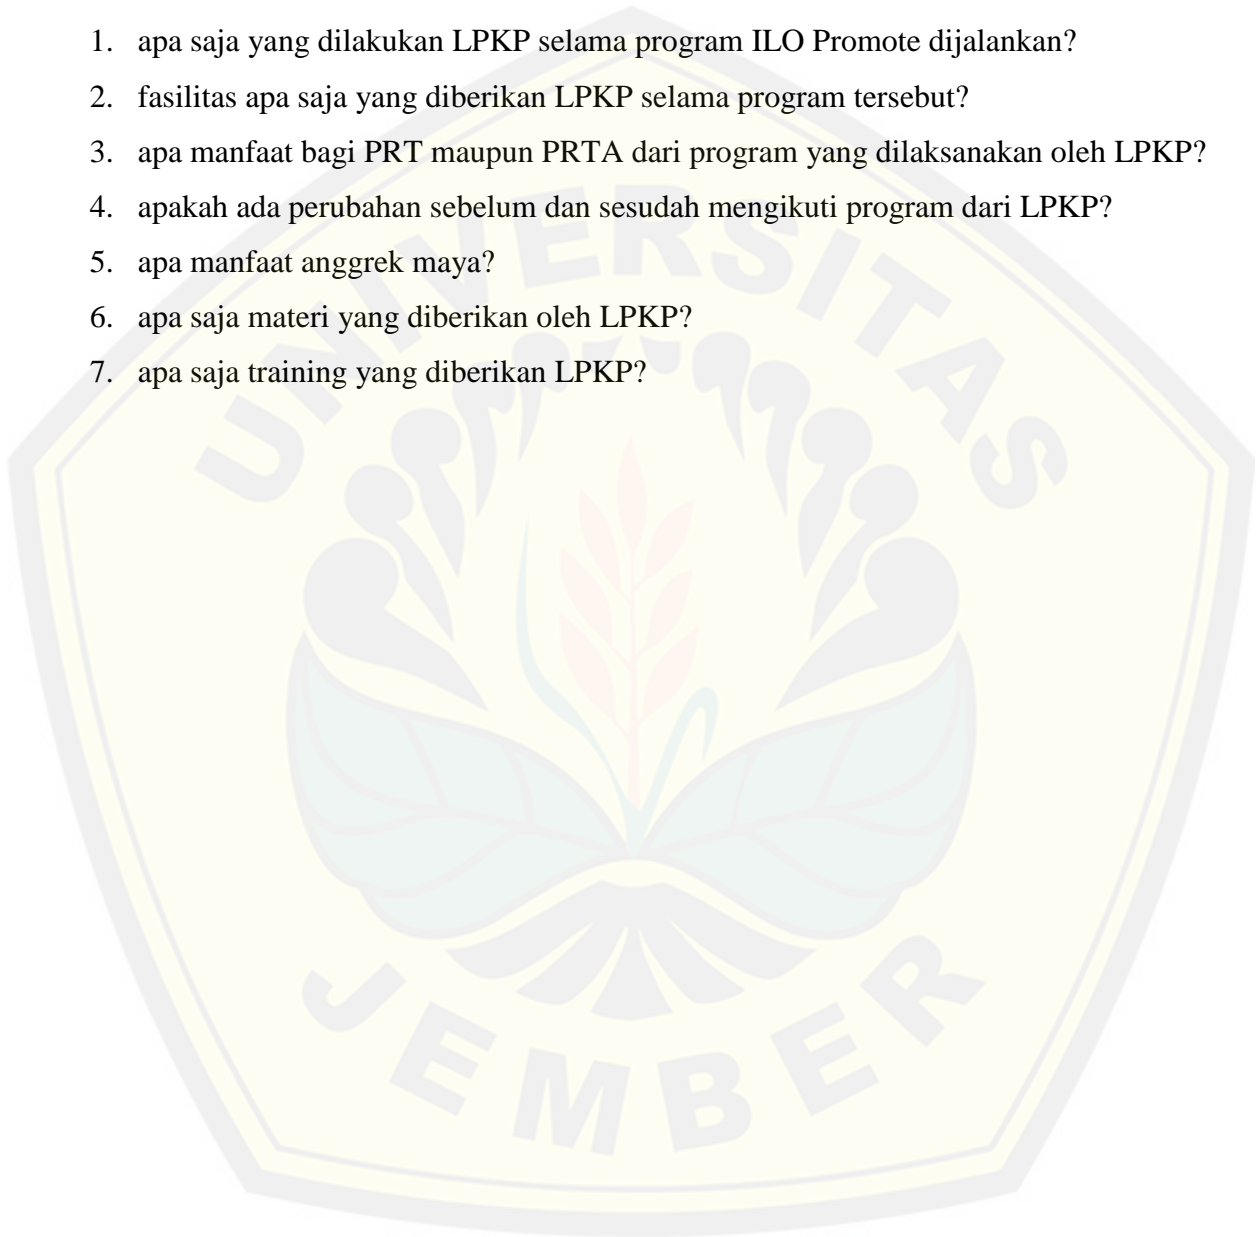 1. apa saja yang dilakukan LPKP selama program ILO Promote dijalankan?
2. fasilitas apa saja yang diberikan LPKP selama program tersebut?
3. apa manfaat bagi PRT maupun PRTA dari program yang dilaksanakan oleh LPKP?
4. apakah ada perubahan sebelum dan sesudah mengikuti program dari LPKP?
5. apa manfaat anggrek maya?
6. apa saja materi yang diberikan oleh LPKP?
7. apa saja training yang diberikan LPKP?
UNIVERSITAS
JEMBER